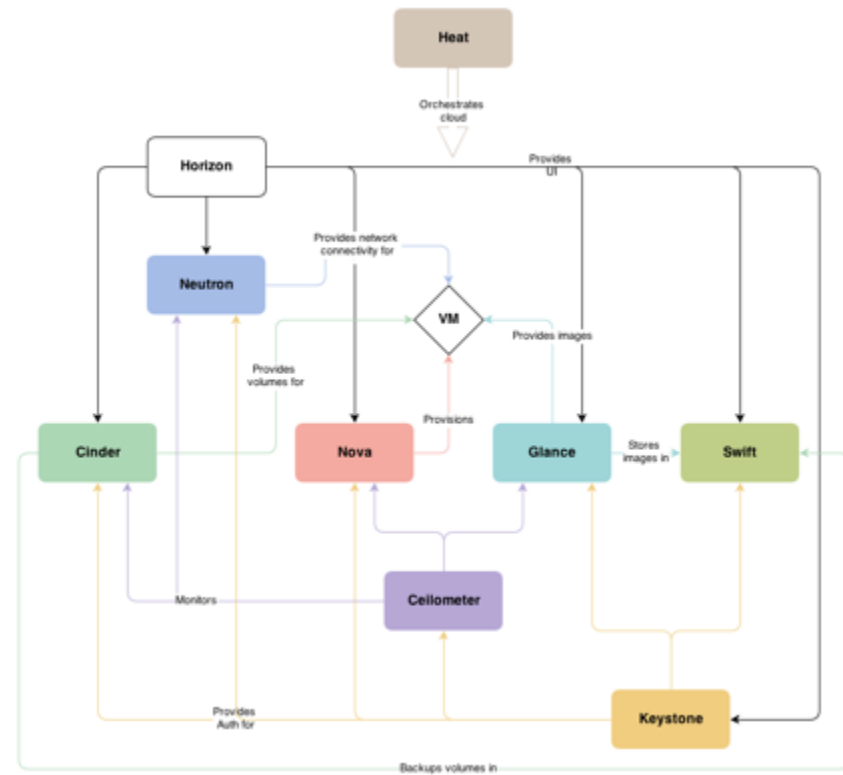 Heat
Orchestrates
cloud
Horizon
Provides
UI
Provides network
connectivity for
Neutron
VM
Provides images
Provides
volumes for
Provisions
Cinder
Nova
Glance
Stores
images in
Swift
Monitors
Ceilometer
Provides
Auth for
Keystone
Backups volumes in